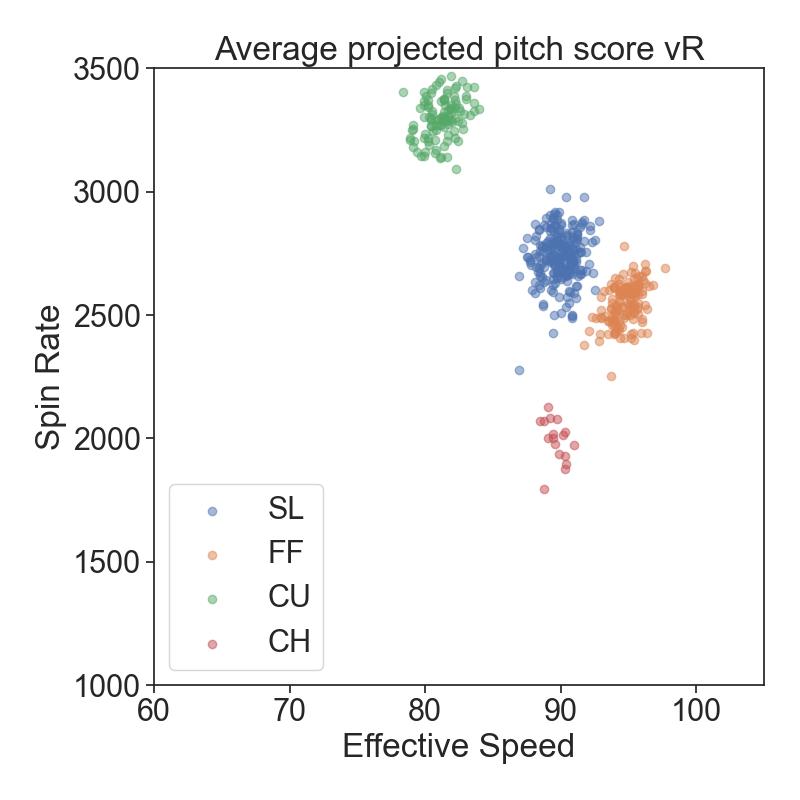 Average projected pitch score vR
3500
3000
2500
2000
1500
1000
Spin Rate
SL
FF
CU
CH
60 70 80 90 100
Effective Speed